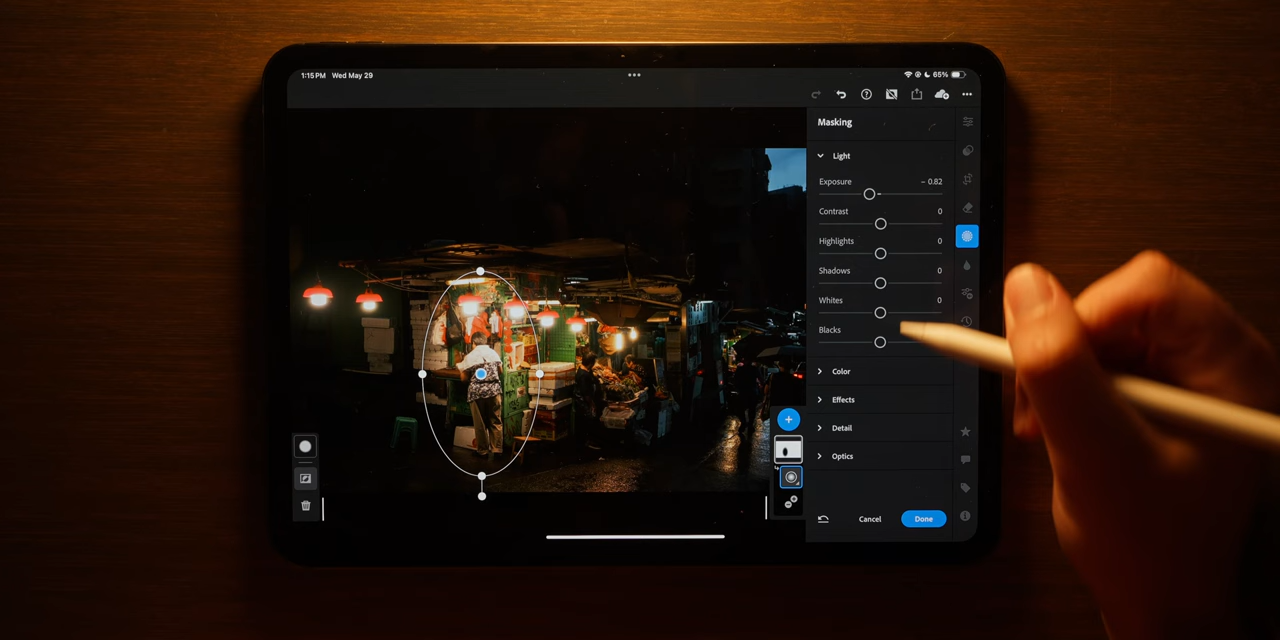 1:15 PM Wed May 29
65%
Masking
Light
Exposure − 0.82
Contrast 0
Highlights 0
Shadows 0
Whites 0
Blacks
Color
Effects
Detail
Optics
Cancel Done